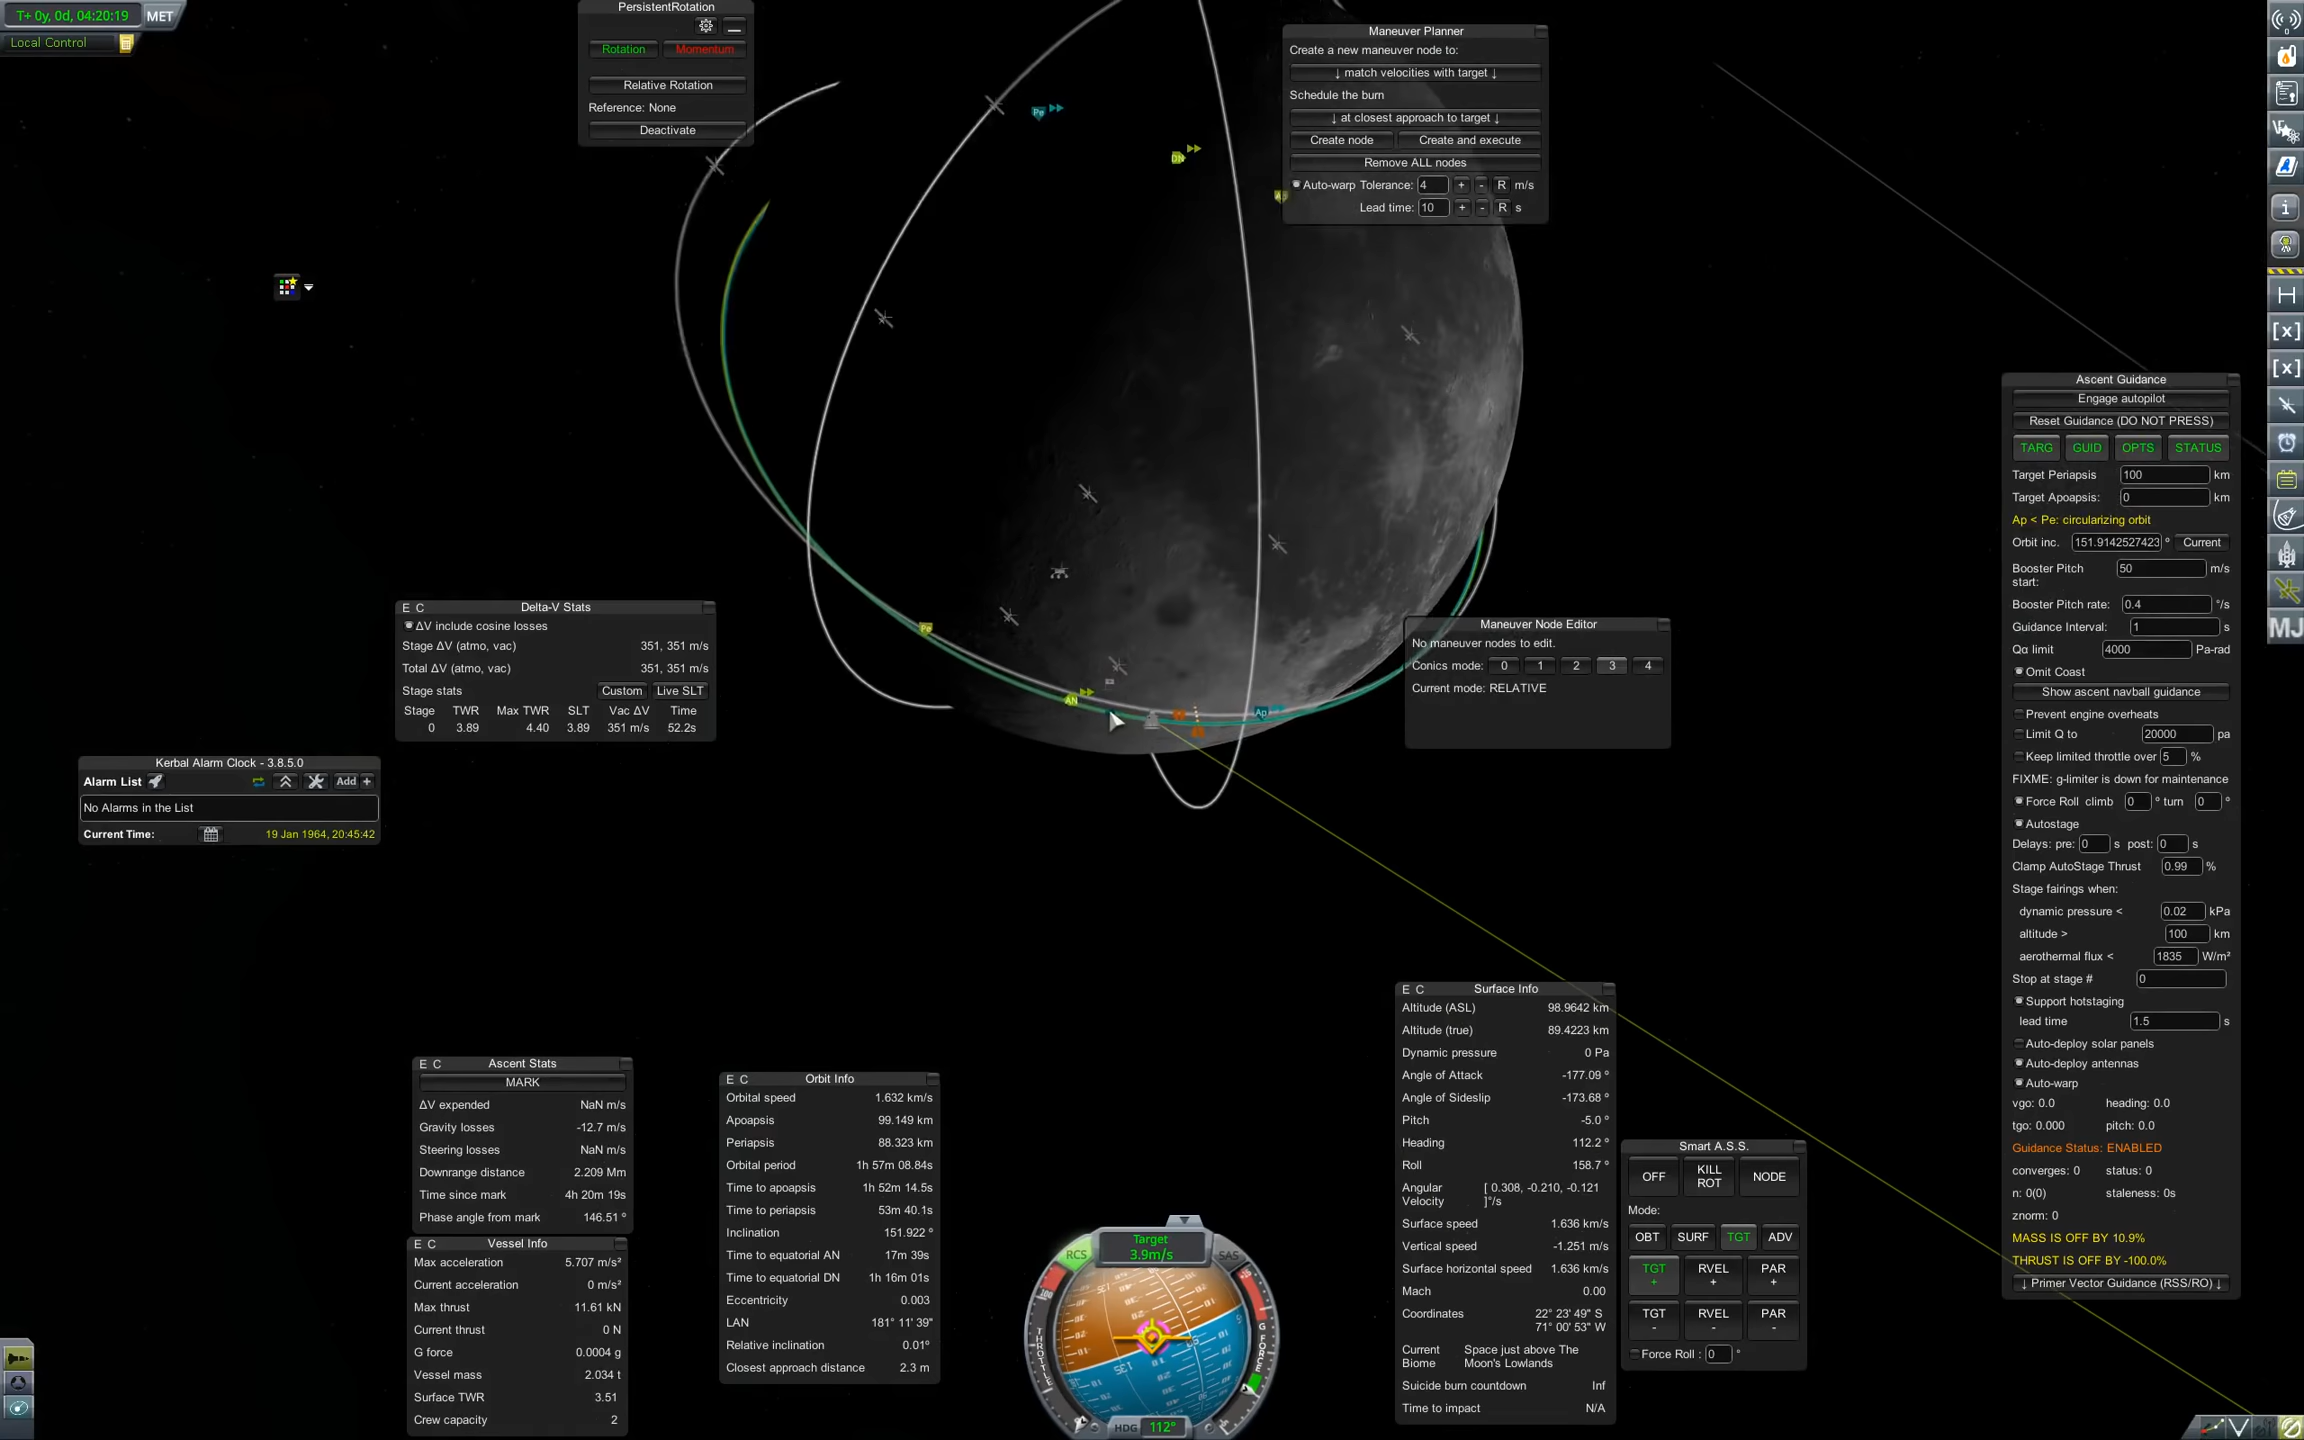 T+ 0y, 0d, 04:20:19 MET
Local Control
PersistentRotation
Rotation Momentum
Relative Rotation
Reference: None
Deactivate
Maneuver Planner
Create a new maneuver node to:
↓ match velocities with target ↓
Schedule the burn
↓ at closest approach to target ↓
Create node Create and execute
Remove ALL nodes
Auto-warp Tolerance: 4 + - R m/s
Lead time: 10 + - R s
Pe
DN
Pe
AN
Ap
E C Delta-V Stats
ΔV include cosine losses
Stage ΔV (atmo, vac) 351, 351 m/s
Total ΔV (atmo, vac) 351, 351 m/s
Stage stats Custom Live SLT
Stage TWR Max TWR SLT Vac ΔV Time
0 3.89 4.40 3.89 351 m/s 52.2s
Kerbal Alarm Clock - 3.8.5.0
Alarm List Add +
No Alarms in the List
Current Time: 19 Jan 1964, 20:45:42
Maneuver Node Editor
No maneuver nodes to edit.
Conics mode: 0 1 2 3 4
Current mode: RELATIVE
Ascent Guidance
Engage autopilot
Reset Guidance (DO NOT PRESS)
TARG GUID OPTS STATUS
Target Periapsis 100 km
Target Apoapsis: 0 km
Ap < Pe: circularizing orbit
Orbit inc. 151.9142527423 º Current
Booster Pitch start: 50 m/s
Booster Pitch rate: 0.4 °/s
Guidance Interval: 1 s
Qα limit 4000 Pa-rad
Omit Coast
Show ascent navball guidance
Prevent engine overheats
Limit Q to 20000 pa
Keep limited throttle over 5 %
FIXME: g-limiter is down for maintenance
Force Roll climb 0 º turn 0 º
Autostage
Delays: pre: 0 s post: 0 s
Clamp AutoStage Thrust 0.99 %
Stage fairings when:
dynamic pressure < 0.02 kPa
altitude > 100 km
aerothermal flux < 1835 W/m²
Stop at stage # 0
Support hotstaging
lead time 1.5 s
Auto-deploy solar panels
Auto-deploy antennas
Auto-warp
vgo: 0.0 heading: 0.0
tgo: 0.000 pitch: 0.0
Guidance Status: ENABLED
converges: 0 status: 0
n: 0(0) staleness: 0s
znorm: 0
MASS IS OFF BY 10.9%
THRUST IS OFF BY -100.0%
↓ Primer Vector Guidance (RSS/RO) ↓
MJ
E C Ascent Stats
MARK
ΔV expended NaN m/s
Gravity losses -12.7 m/s
Steering losses NaN m/s
Downrange distance 2.209 Mm
Time since mark 4h 20m 19s
Phase angle from mark 146.51 º
E C Vessel Info
Max acceleration 5.707 m/s²
Current acceleration 0 m/s²
Max thrust 11.61 kN
Current thrust 0 N
G force 0.0004 g
Vessel mass 2.034 t
Surface TWR 3.51
Crew capacity 2
E C Orbit Info
Orbital speed 1.632 km/s
Apoapsis 99.149 km
Periapsis 88.323 km
Orbital period 1h 57m 08.84s
Time to apoapsis 1h 52m 14.5s
Time to periapsis 53m 40.1s
Inclination 151.922 º
Time to equatorial AN 17m 39s
Time to equatorial DN 1h 16m 01s
Eccentricity 0.003
LAN 181° 11' 39"
Relative inclination 0.01º
Closest approach distance 2.3 m
RCS Target 3.9m/s SAS
THROTTLE
G FORCE
HDG 112°
E C Surface Info
Altitude (ASL) 98.9642 km
Altitude (true) 89.4223 km
Dynamic pressure 0 Pa
Angle of Attack -177.09 º
Angle of Sideslip -173.68 º
Pitch -5.0 º
Heading 112.2 º
Roll 158.7 º
Angular Velocity [ 0.308, -0.210, -0.121 ]°/s
Surface speed 1.636 km/s
Vertical speed -1.251 m/s
Surface horizontal speed 1.636 km/s
Mach 0.00
Coordinates 22° 23' 49" S
71° 00' 53" W
Current Biome Space just above The Moon's Lowlands
Suicide burn countdown Inf
Time to impact N/A
Smart A.S.S.
OFF KILL ROT NODE
Mode:
OBT SURF TGT ADV
TGT + RVEL + PAR +
TGT - RVEL - PAR -
Force Roll : 0 °